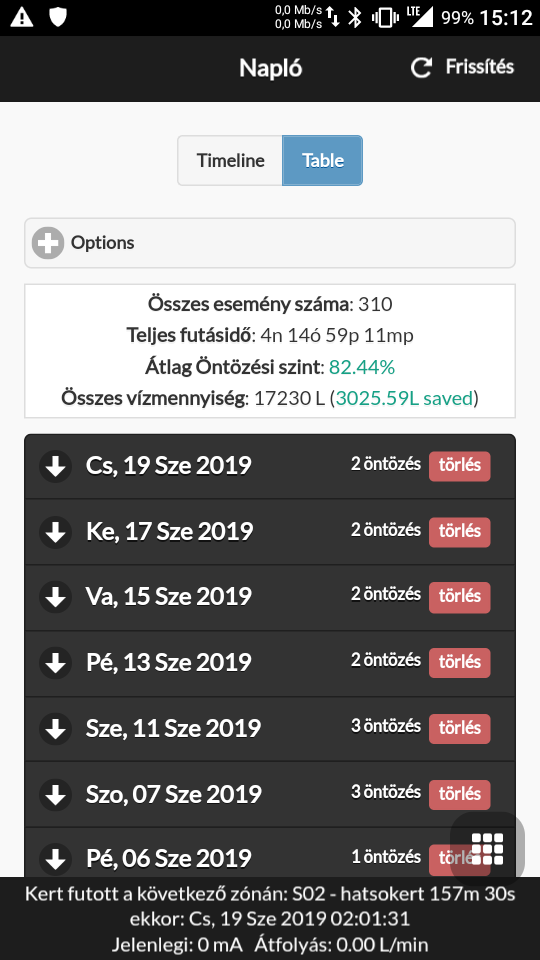 0,0 Mb/s
0,0 Mb/s
LTE
99% 15:12
Napló
Frissítés
Timeline
Table
Options
Összes esemény száma: 310
Teljes futásidő: 4n 14ó 59p 11mp
Átlag Öntözési szint: 82.44%
Összes vízmennyiség: 17230 L (3025.59L saved)
Cs, 19 Sze 2019 2 öntözés törlés
Ke, 17 Sze 2019 2 öntözés törlés
Va, 15 Sze 2019 2 öntözés törlés
Pé, 13 Sze 2019 2 öntözés törlés
Sze, 11 Sze 2019 3 öntözés törlés
Szo, 07 Sze 2019 3 öntözés törlés
Pé, 06 Sze 2019 1 öntözés törlés
Kert futott a következő zónán: S02 - hatsokert 157m 30s
ekkor: Cs, 19 Sze 2019 02:01:31
Jelenlegi: 0 mA Átfolyás: 0.00 L/min